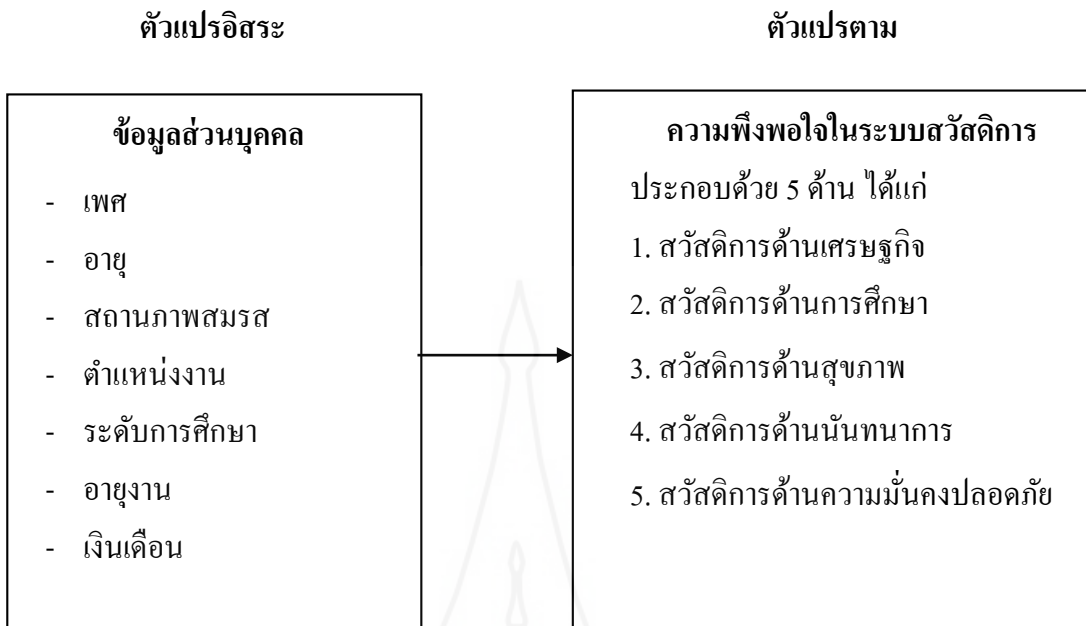 ตัวแปรอิสระ
ข้อมูลส่วนบุคคล
- เพศ
- อายุ
- สถานภาพสมรส
- ตำแหน่งงาน
- ระดับการศึกษา
- อายุงาน
- เงินเดือน
ตัวแปรตาม
ความพึงพอใจในระบบสวัสดิการ
ประกอบด้วย 5 ด้าน ได้แก่
1. สวัสดิการด้านเศรษฐกิจ
2. สวัสดิการด้านการศึกษา
3. สวัสดิการด้านสุขภาพ
4. สวัสดิการด้านนันทนาการ
5. สวัสดิการด้านความมั่นคงปลอดภัย